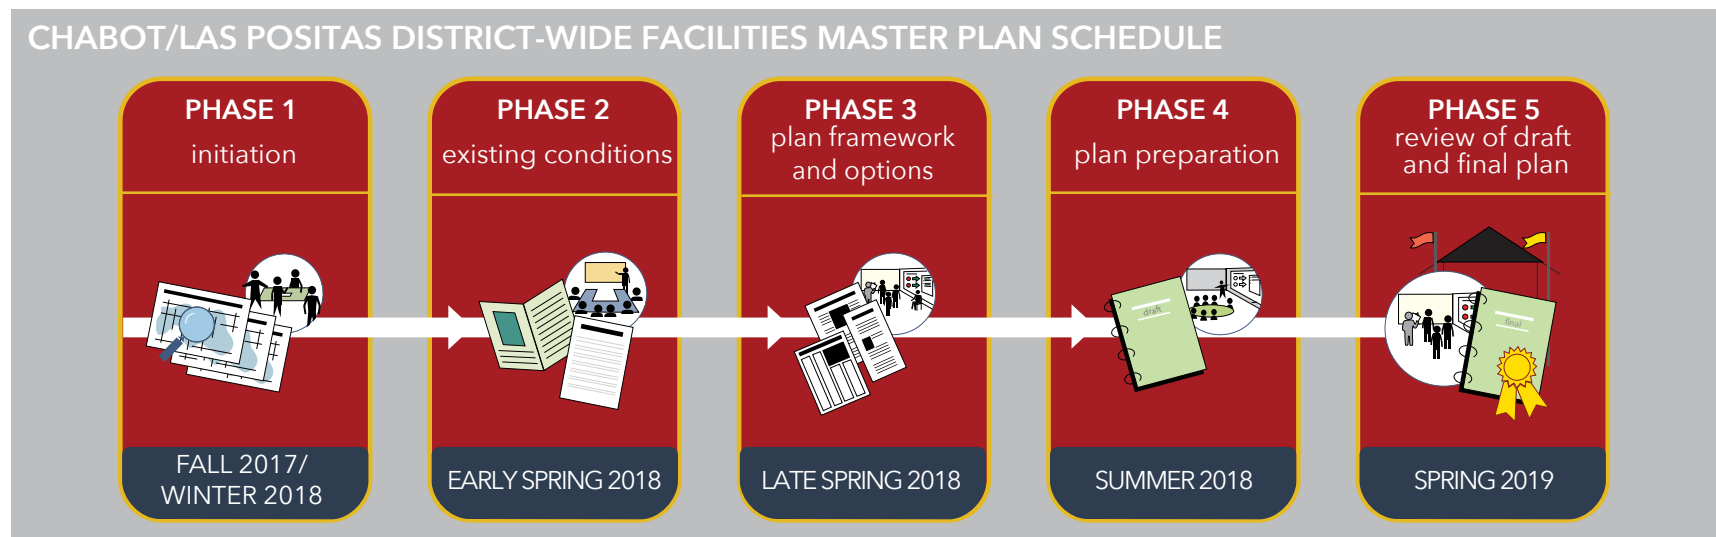 CHABOT/LAS POSITAS DISTRICT-WIDE FACILITIES MASTER PLAN SCHEDULE
PHASE 1
initiation
FALL 2017/
WINTER 2018
PHASE 2
existing conditions
EARLY SPRING 2018
PHASE 3
plan framework
and options
LATE SPRING 2018
PHASE 4
plan preparation
draft
SUMMER 2018
PHASE 5
review of draft
and final plan
final
SPRING 2019